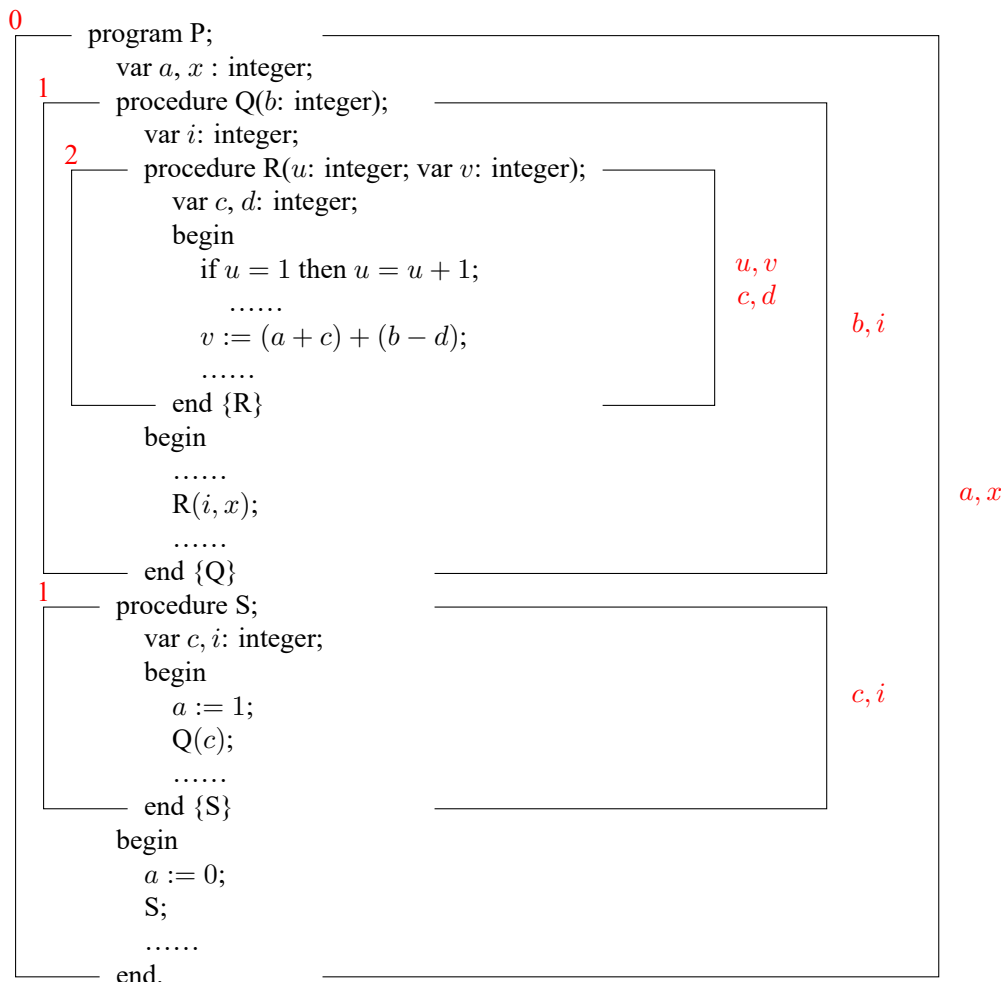 0
program P;
var a, x : integer;
1
procedure Q(b: integer);
var i: integer;
2
procedure R(u: integer; var v: integer);
var c, d: integer;
begin
if u = 1 then u = u + 1;
u, v
……
c, d
b, i
v := (a + c) + (b − d);
……
end {R}
begin
……
R(i, x);
a, x
……
end {Q}
1
procedure S;
var c, i: integer;
begin
c, i
a := 1;
Q(c);
……
end {S}
begin
a := 0;
S;
……
end.